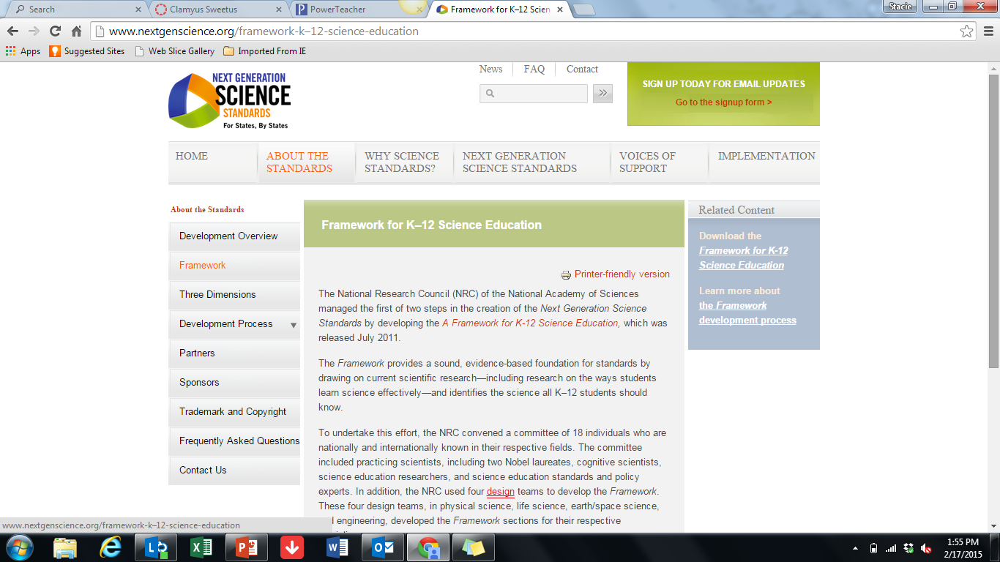 Search
Clamyus Sweetus
PowerTeacher
Framework for K–12 Scien
Stacie
www.nextgenscience.org/framework-k–12-science-education
Apps
Suggested Sites
Web Slice Gallery
Imported From IE
NEXT GENERATION
SCIENCE
STANDARDS
For States, By States
News
FAQ
Contact
SIGN UP TODAY FOR EMAIL UPDATES
Go to the signup form >
HOME
ABOUT THE
STANDARDS
WHY SCIENCE
STANDARDS?
NEXT GENERATION
SCIENCE STANDARDS
VOICES OF
SUPPORT
IMPLEMENTATION
About the Standards
Development Overview
Framework
Three Dimensions
Development Process
Partners
Sponsors
Trademark and Copyright
Frequently Asked Questions
Contact Us
Framework for K–12 Science Education
Printer-friendly version
The National Research Council (NRC) of the National Academy of Sciences
managed the first of two steps in the creation of the Next Generation Science
Standards by developing the A Framework for K-12 Science Education, which was
released July 2011.
The Framework provides a sound, evidence-based foundation for standards by
drawing on current scientific research—including research on the ways students
learn science effectively—and identifies the science all K–12 students should
know.
To undertake this effort, the NRC convened a committee of 18 individuals who are
nationally and internationally known in their respective fields. The committee
included practicing scientists, including two Nobel laureates, cognitive scientists,
science education researchers, and science education standards and policy
experts. In addition, the NRC used four design teams to develop the Framework.
These four design teams, in physical science, life science, earth/space science,
engineering, developed the Framework sections for their respective
Related Content
Download the
Framework for K-12
Science Education
Learn more about
the Framework
development process
www.nextgenscience.org/framework-k–12-science-education
1:55 PM
2/17/2015